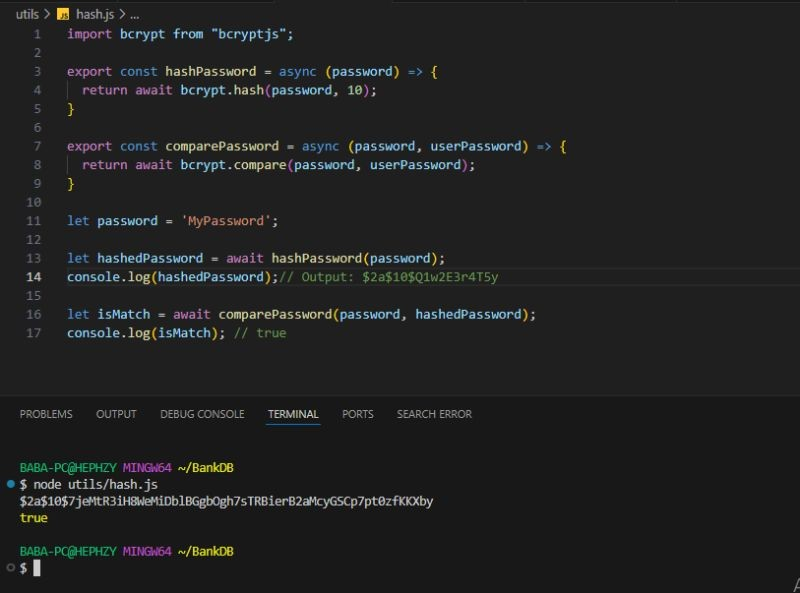 utils > JS hash.js > ...
1 import bcrypt from "bcryptjs";
2
3 export const hashPassword = async (password) => {
4 return await bcrypt.hash(password, 10);
5 }
6
7 export const comparePassword = async (password, userPassword) => {
8 return await bcrypt.compare(password, userPassword);
9 }
10
11 let password = 'MyPassword';
12
13 let hashedPassword = await hashPassword(password);
14 console.log(hashedPassword);// Output: $2a$10$Q1w2E3r4T5y
15
16 let isMatch = await comparePassword(password, hashedPassword);
17 console.log(isMatch); // true
PROBLEMS OUTPUT DEBUG CONSOLE TERMINAL PORTS SEARCH ERROR
BABA-PC@HEPHZY MINGW64 ~/BankDB
$ node utils/hash.js
$2a$10$7jeMtR3iH8WeMiDblBGgbOgh7sTRBierB2aMcyGSCp7pt0zfKKXby
true
BABA-PC@HEPHZY MINGW64 ~/BankDB
$